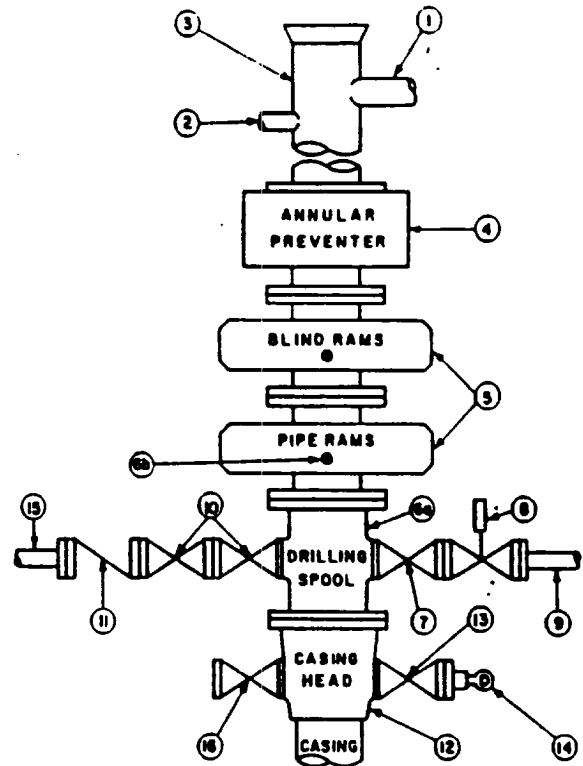 1
3
2
ANNULAR
PREVENTER
4
BLIND RAMS
5
PIPE RAMS
6b
6a
8
15
10
DRILLING
SPOOL
11
7
9
13
CASING
HEAD
16
12
14
CASING